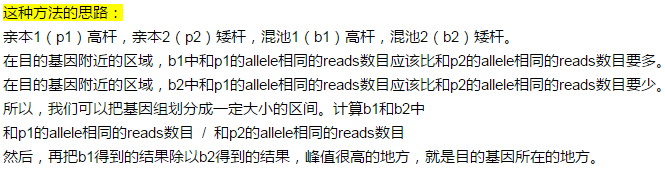 这种方法的思路：
亲本1（p1）高杆，亲本2（p2）矮杆，混池1（b1）高杆，混池2（b2）矮杆。
在目的基因附近的区域，b1中和p1的allele相同的reads数目应该比和p2的allele相同的reads数目要多。
在目的基因附近的区域，b2中和p1的allele相同的reads数目应该比和p2的allele相同的reads数目要少。
所以，我们可以把基因组划分成一定大小的区间。计算b1和b2中
和p1的allele相同的reads数目 / 和p2的allele相同的reads数目
然后，再把b1得到的结果除以b2得到的结果，峰值很高的地方，就是目的基因所在的地方。